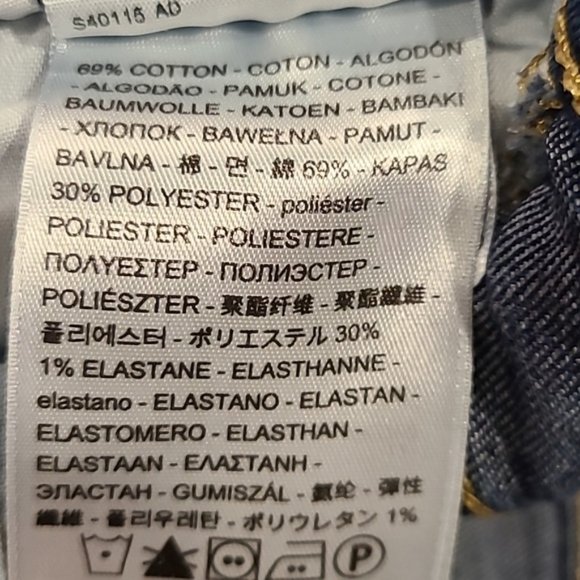 S40115 AD
69% COTTON - COTON - ALGODÓN
- ALGODÃO - PAMUK - COTONE -
BAUMWOLLE - KATOEN - BAMBAKI
- ХЛОПОК - BAWEŁNA - PAMUT -
BAVLNA - 棉 - 면 - 綿 69% - KAPAS
30% POLYESTER - poliéster -
POLIESTER - POLIESTERE -
ΠΟΛΥΕΣΤΕΡ - ПОЛИЭСТЕР -
POLIÉSZTER - 聚酯纤维 - 聚酯纖維 -
폴리에스터 - ポリエステル 30%
1% ELASTANE - ELASTHANNE -
elastano - ELASTANO - ELASTAN -
ELASTOMERO - ELASTHAN -
ELASTAAN - ΕΛΑΣΤΑΝΗ -
ЭЛАСТАН - GUMISZÁL - 氨纶 - 彈性
纖維 - 폴리우레탄 - ポリウレタン 1%
P